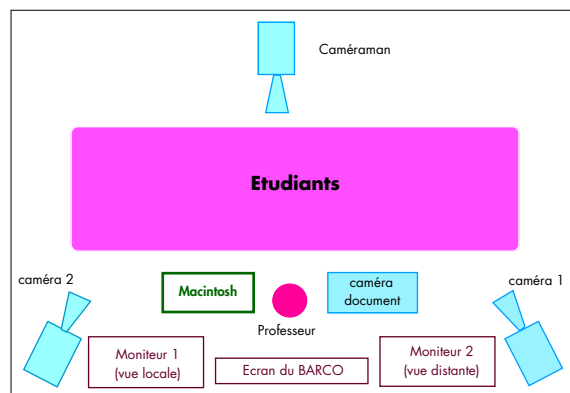 Caméraman
Etudiants
caméra 2
Macintosh
caméra
document
caméra 1
Professeur
Moniteur 1
(vue locale)
Ecran du BARCO
Moniteur 2
(vue distante)